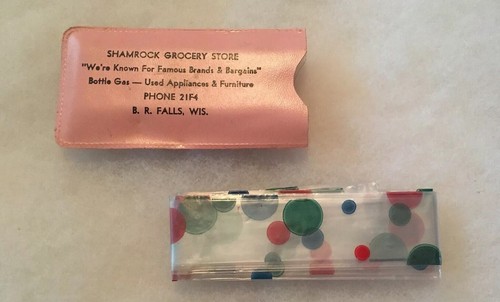 SHAMROCK GROCERY STORE
"We're Known For Famous Brands & Bargains"
Bottle Gas — Used Appliances & Furniture
PHONE 21F4
B. R. FALLS, WIS.